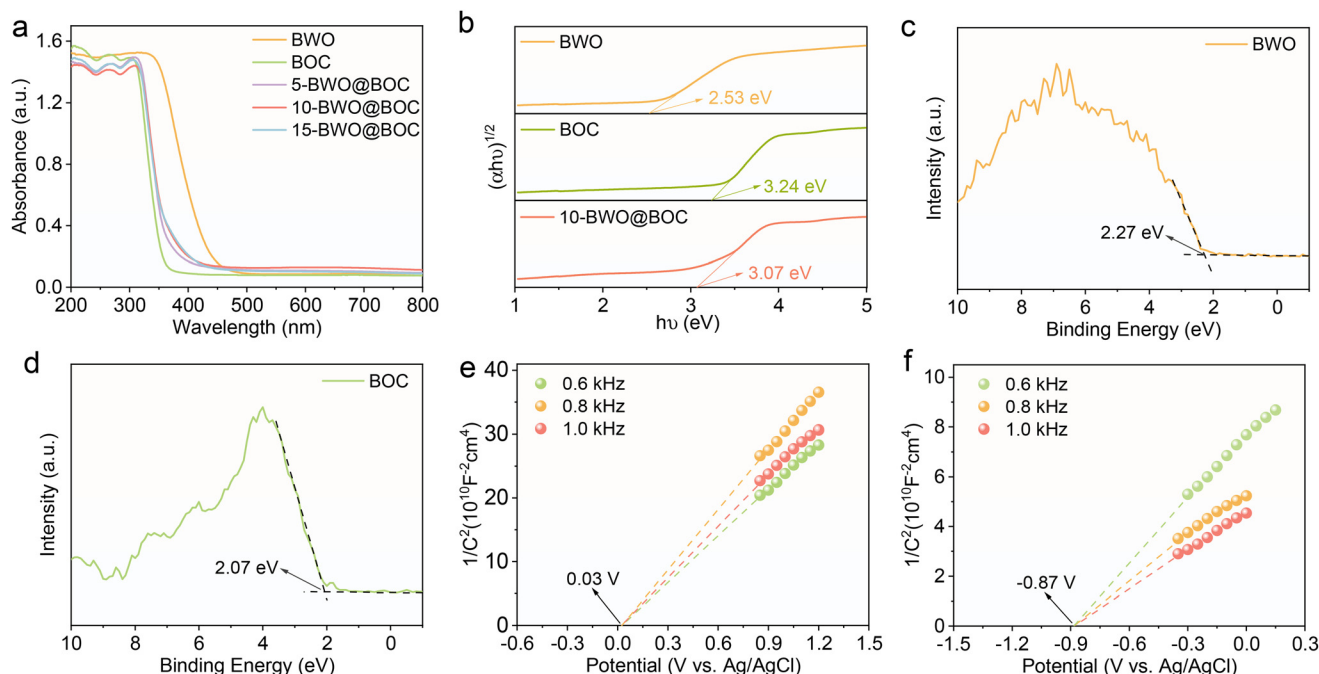 a
Absorbance (a.u.)
1.6
1.2
0.8
0.4
0.0
BWO
BOC
5-BWO@BOC
10-BWO@BOC
15-BWO@BOC
200 300 400 500 600 700 800
Wavelength (nm)
b
(αhυ)1/2
BWO
2.53 eV
BOC
3.24 eV
10-BWO@BOC
3.07 eV
1 2 3 4 5
hυ (eV)
c
Intensity (a.u.)
BWO
2.27 eV
10 8 6 4 2 0
Binding Energy (eV)
d
Intensity (a.u.)
BOC
2.07 eV
10 8 6 4 2 0
Binding Energy (eV)
e
1/C2(1010F-2cm4)
40
30
20
10
0
0.6 kHz
0.8 kHz
1.0 kHz
0.03 V
-0.6 -0.3 0.0 0.3 0.6 0.9 1.2 1.5
Potential (V vs. Ag/AgCl)
f
1/C2(1010F-2cm4)
10
8
6
4
2
0
0.6 kHz
0.8 kHz
1.0 kHz
-0.87 V
-1.5 -1.2 -0.9 -0.6 -0.3 0.0 0.3
Potential (V vs. Ag/AgCl)